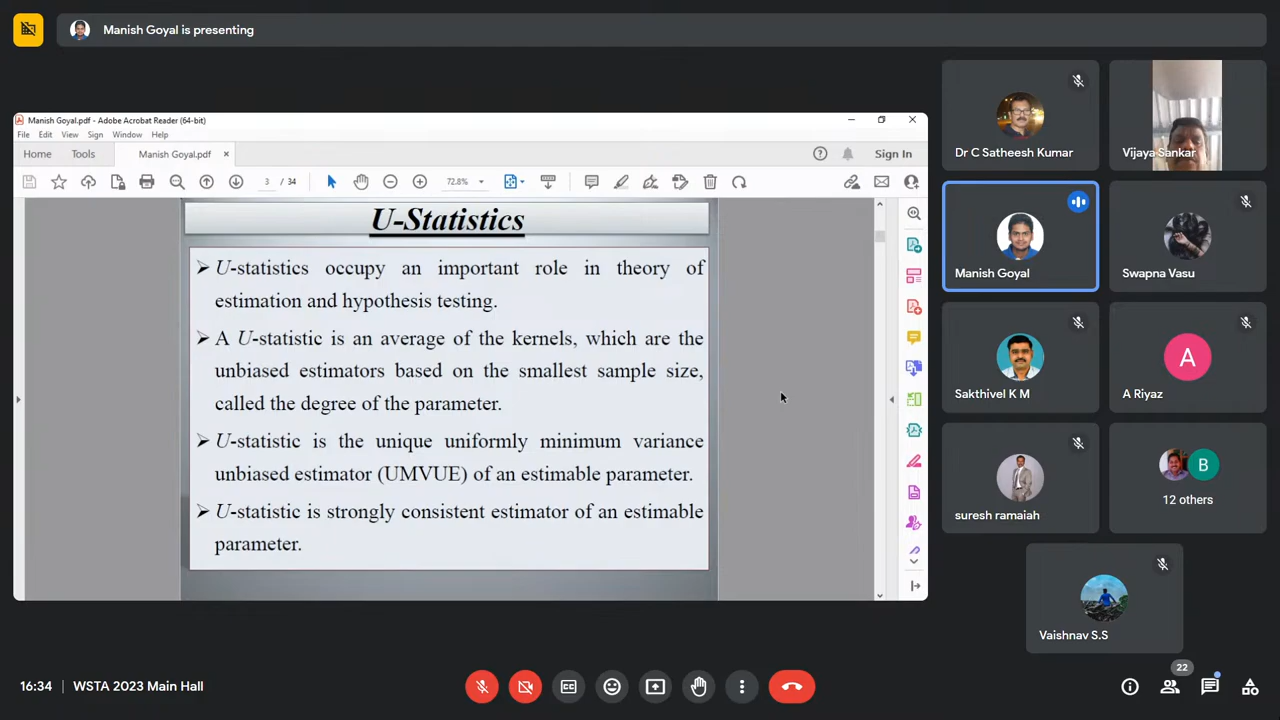 Manish Goyal is presenting
Manish Goyal.pdf - Adobe Acrobat Reader (64-bit)
File Edit View Sign Window Help
Home Tools Manish Goyal.pdf × Sign In
3 / 34 72.8%
U-Statistics
➢ U-statistics occupy an important role in theory of
estimation and hypothesis testing.
➢ A U-statistic is an average of the kernels, which are the
unbiased estimators based on the smallest sample size,
called the degree of the parameter.
➢ U-statistic is the unique uniformly minimum variance
unbiased estimator (UMVUE) of an estimable parameter.
➢ U-statistic is strongly consistent estimator of an estimable
parameter.
Dr C Satheesh Kumar
Vijaya Sankar
Manish Goyal
Swapna Vasu
Sakthivel K M
A
A Riyaz
suresh ramaiah
B
12 others
Vaishnav S.S
16:34 | WSTA 2023 Main Hall
22